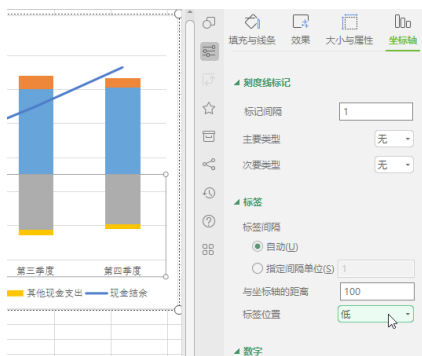 填充与线条 效果 大小与属性 坐标轴
刻度线标记
标记间隔 1
主要类型 无
次要类型 无
标签
标签间隔
自动(U)
指定间隔单位(S) 1
与坐标轴的距离 100
标签位置 低
数字
第三季度 第四季度
其他现金支出 现金结余